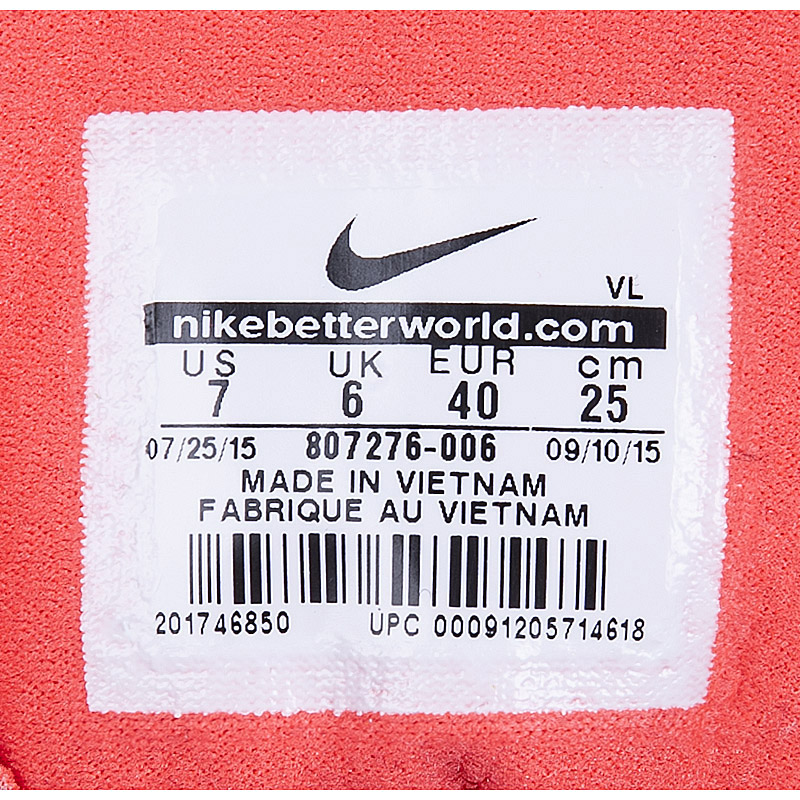 VL
nikebetterworld.com
US UK EUR cm
7 6 40 25
07/25/15 807276-006 09/10/15
MADE IN VIETNAM
FABRIQUE AU VIETNAM
201746850 UPC 00091205714618